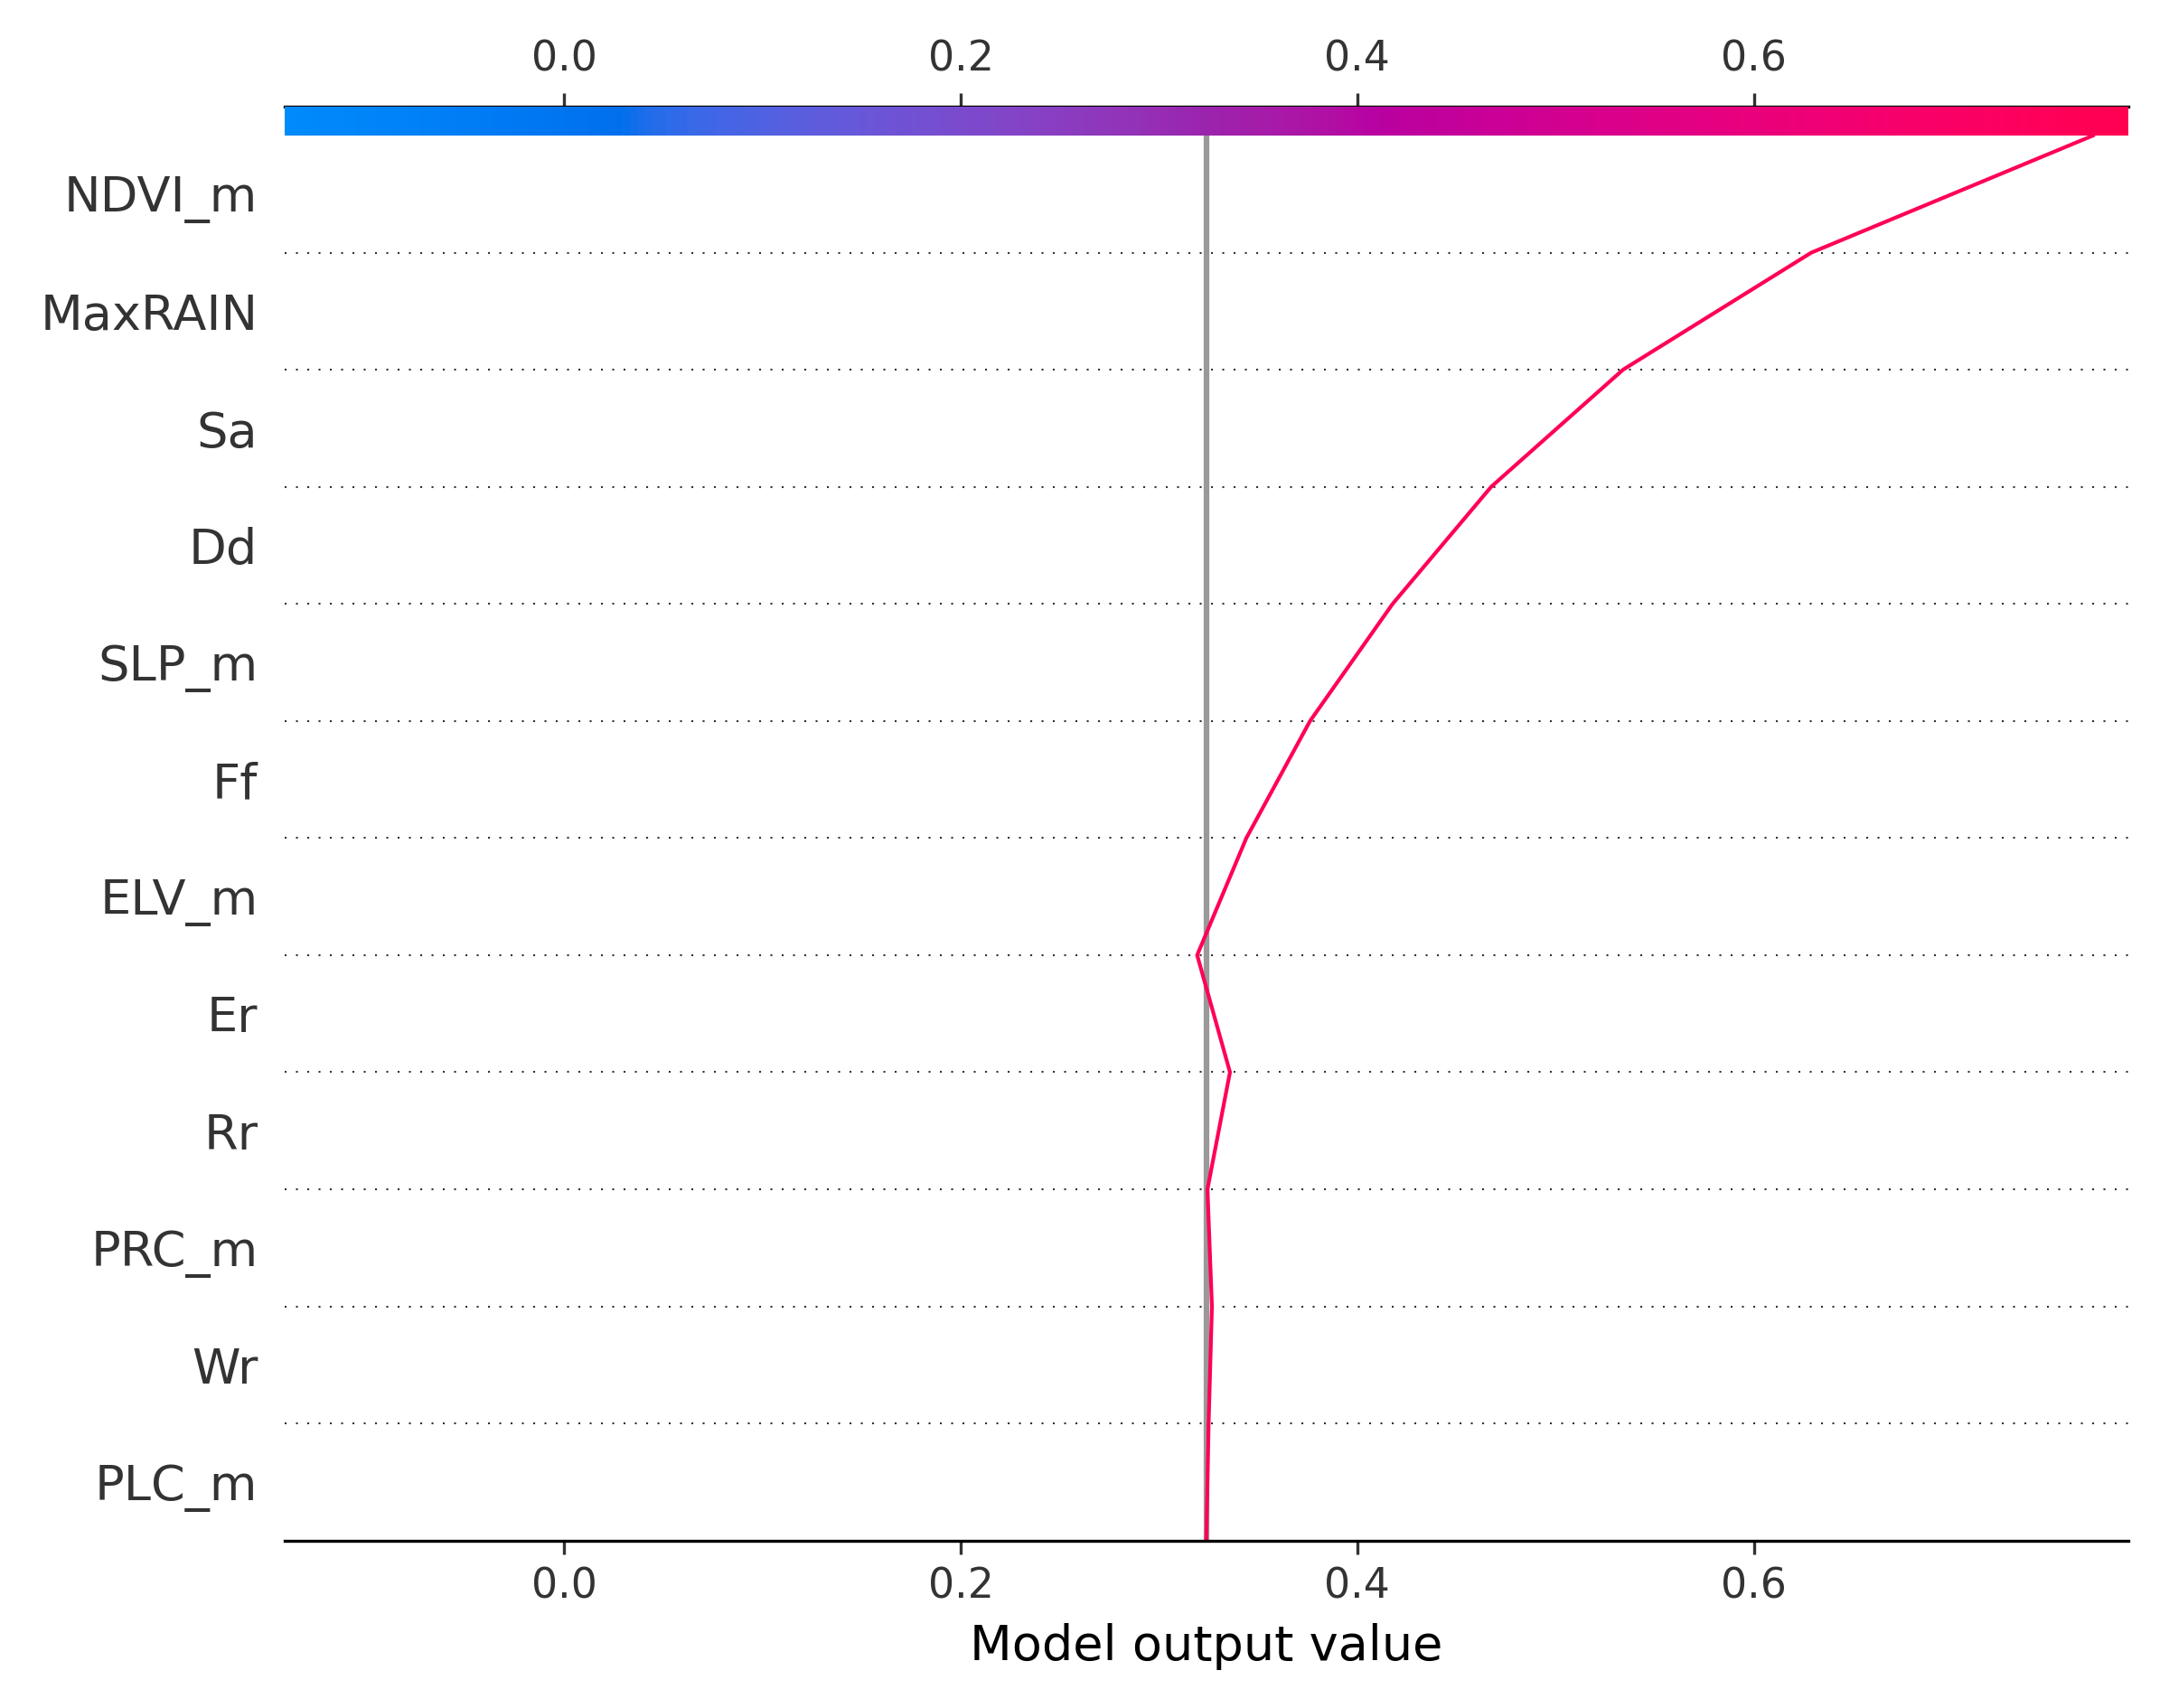 0.0 0.2 0.4 0.6
NDVI_m
MaxRAIN
Sa
Dd
SLP_m
Ff
ELV_m
Er
Rr
PRC_m
Wr
PLC_m
0.0 0.2 0.4 0.6
Model output value